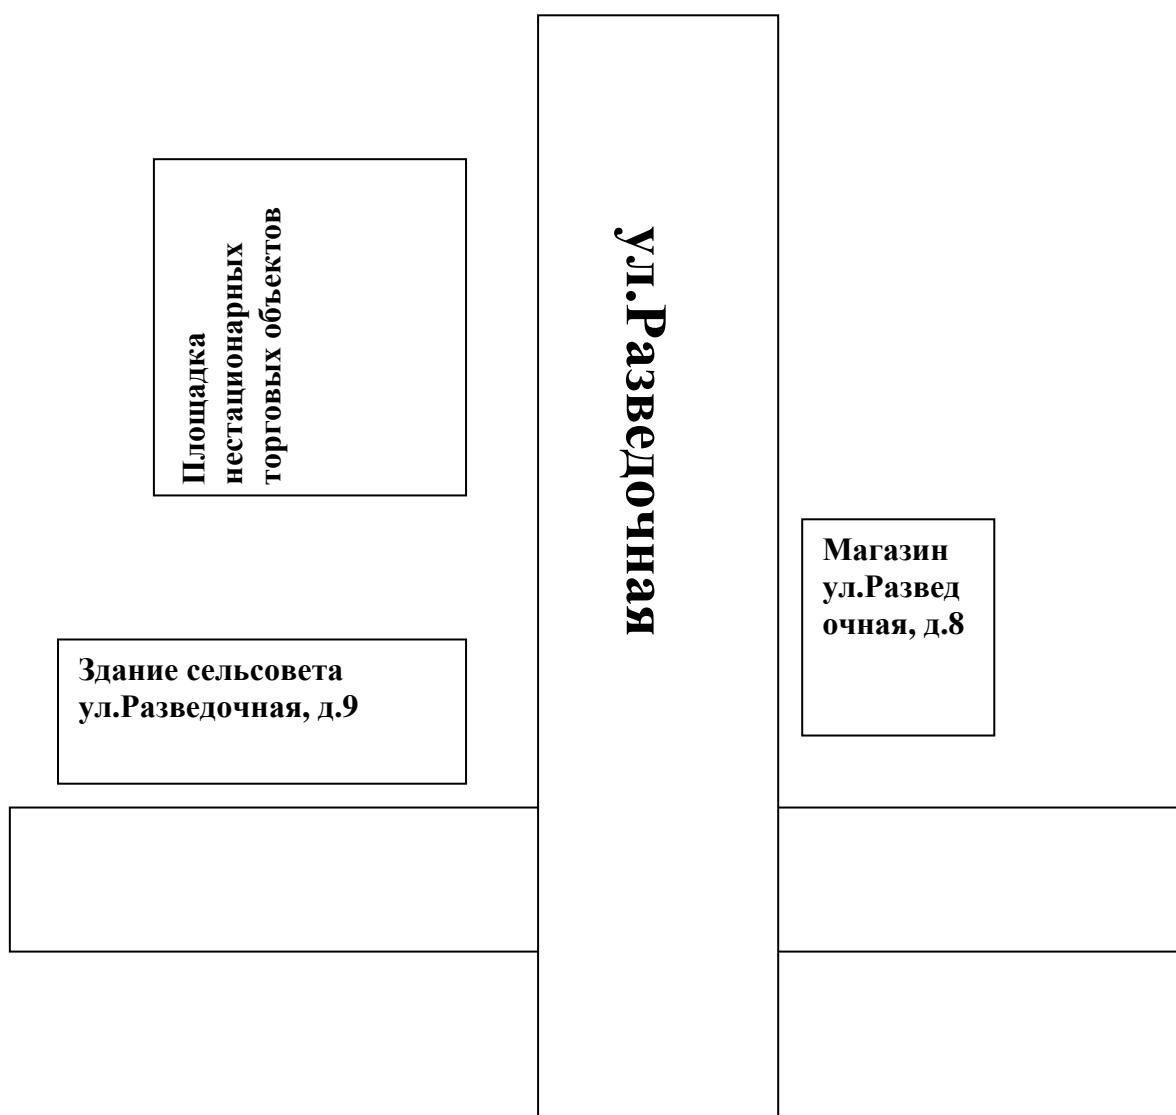 Площадка
нестационарных
торговых объектов
ул.Разведочная
Магазин
ул.Развед
очная, д.8
Здание сельсовета
ул.Разведочная, д.9